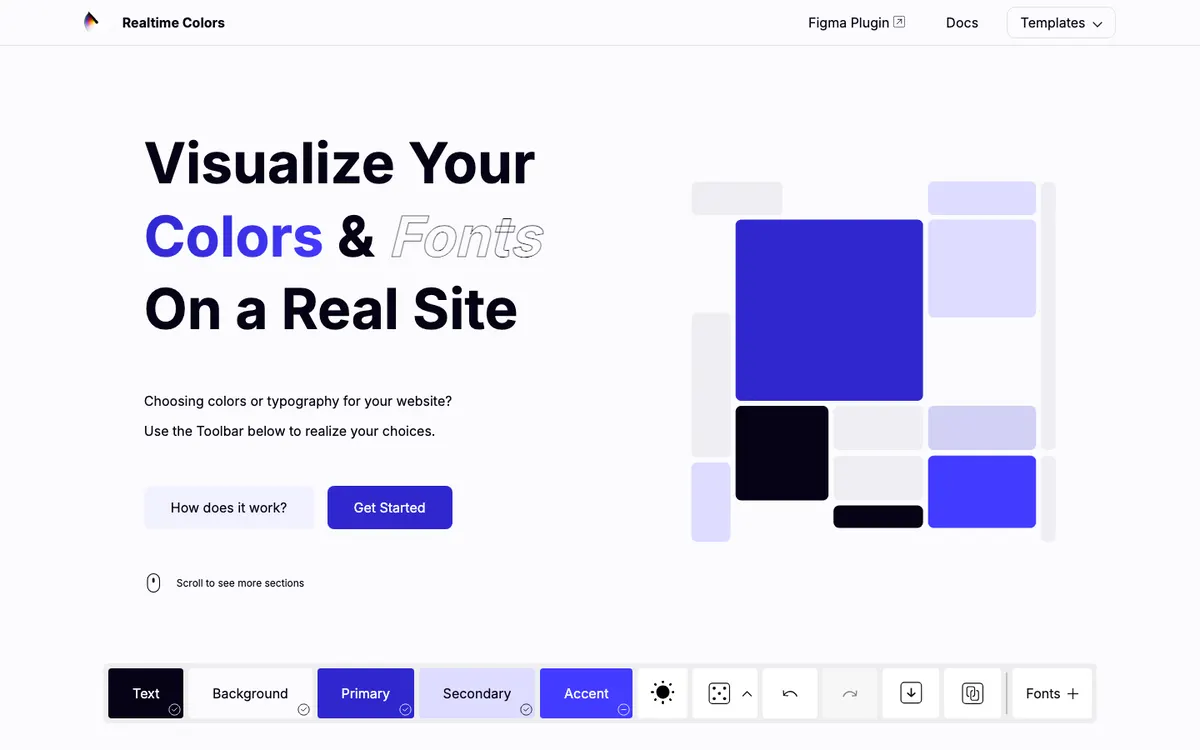 Realtime Colors
Figma Plugin
Docs
Templates
Visualize Your
Colors & Fonts
On a Real Site
Choosing colors or typography for your website?
Use the Toolbar below to realize your choices.
How does it work?
Get Started
Scroll to see more sections
Text
Background
Primary
Secondary
Accent
Fonts